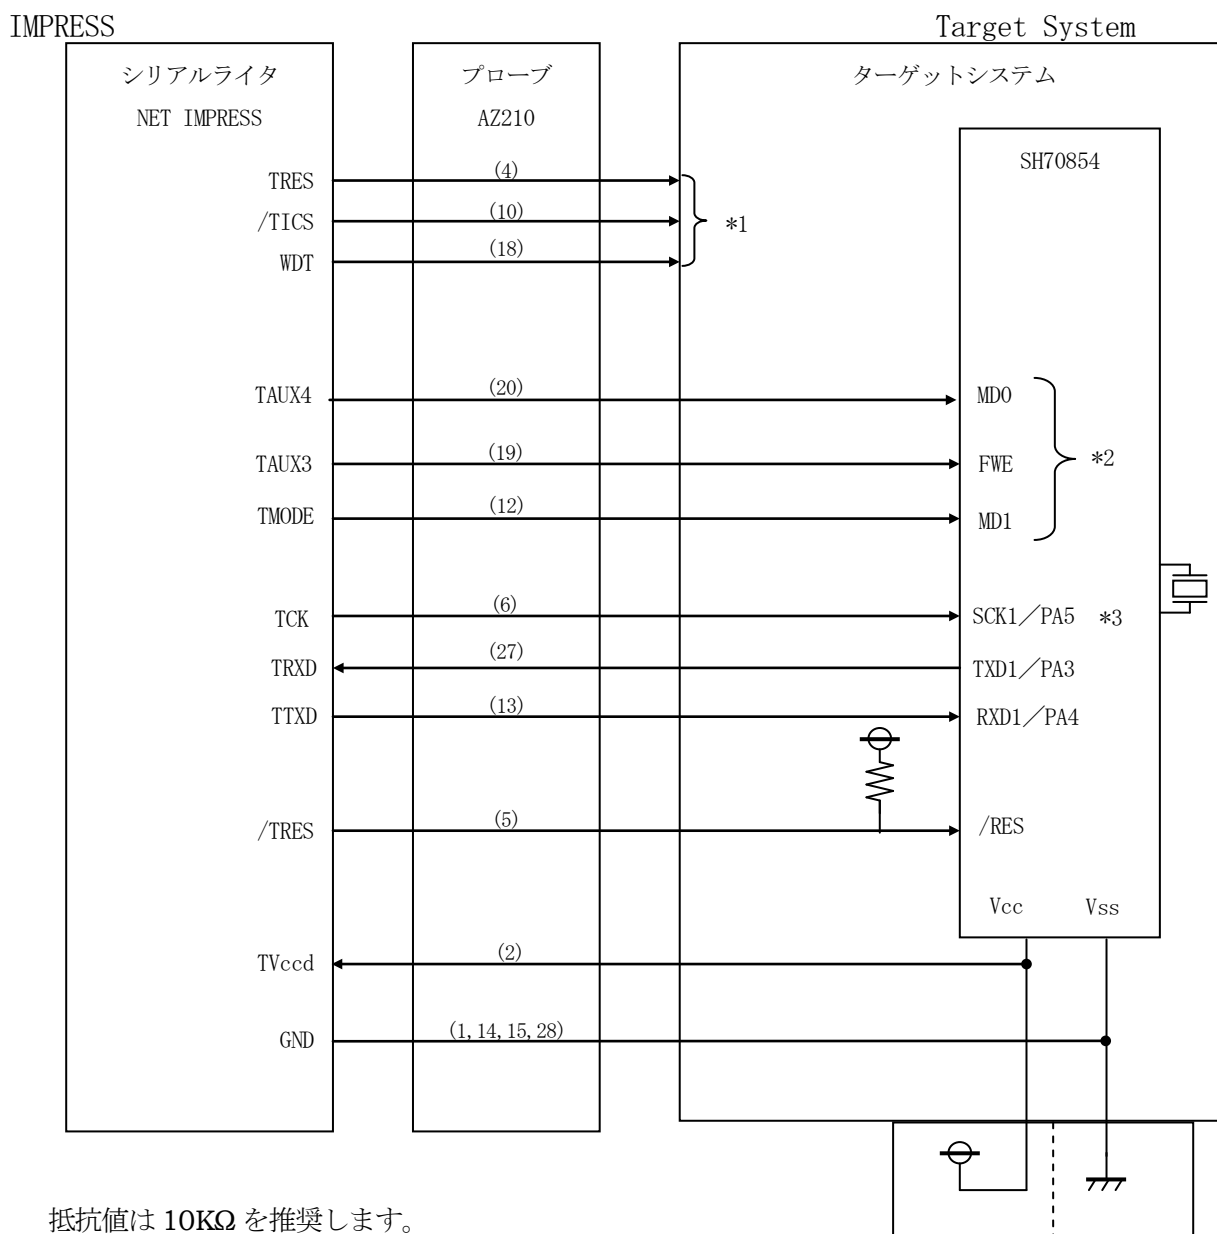 IMPRESS
Target System
シリアルライタ
NET IMPRESS
プローブ
AZ210
ターゲットシステム
SH70854
TRES
(4)
/TICS
(10)
*1
WDT
(18)
TAUX4
(20)
MD0
TAUX3
(19)
FWE
*2
TMODE
(12)
MD1
TCK
(6)
SCK1／PA5
*3
TRXD
(27)
TXD1／PA3
TTXD
(13)
RXD1／PA4
/TRES
(5)
/RES
Vcc
Vss
TVccd
(2)
GND
(1,14,15,28)
抵抗値は 10KΩ を推奨します。